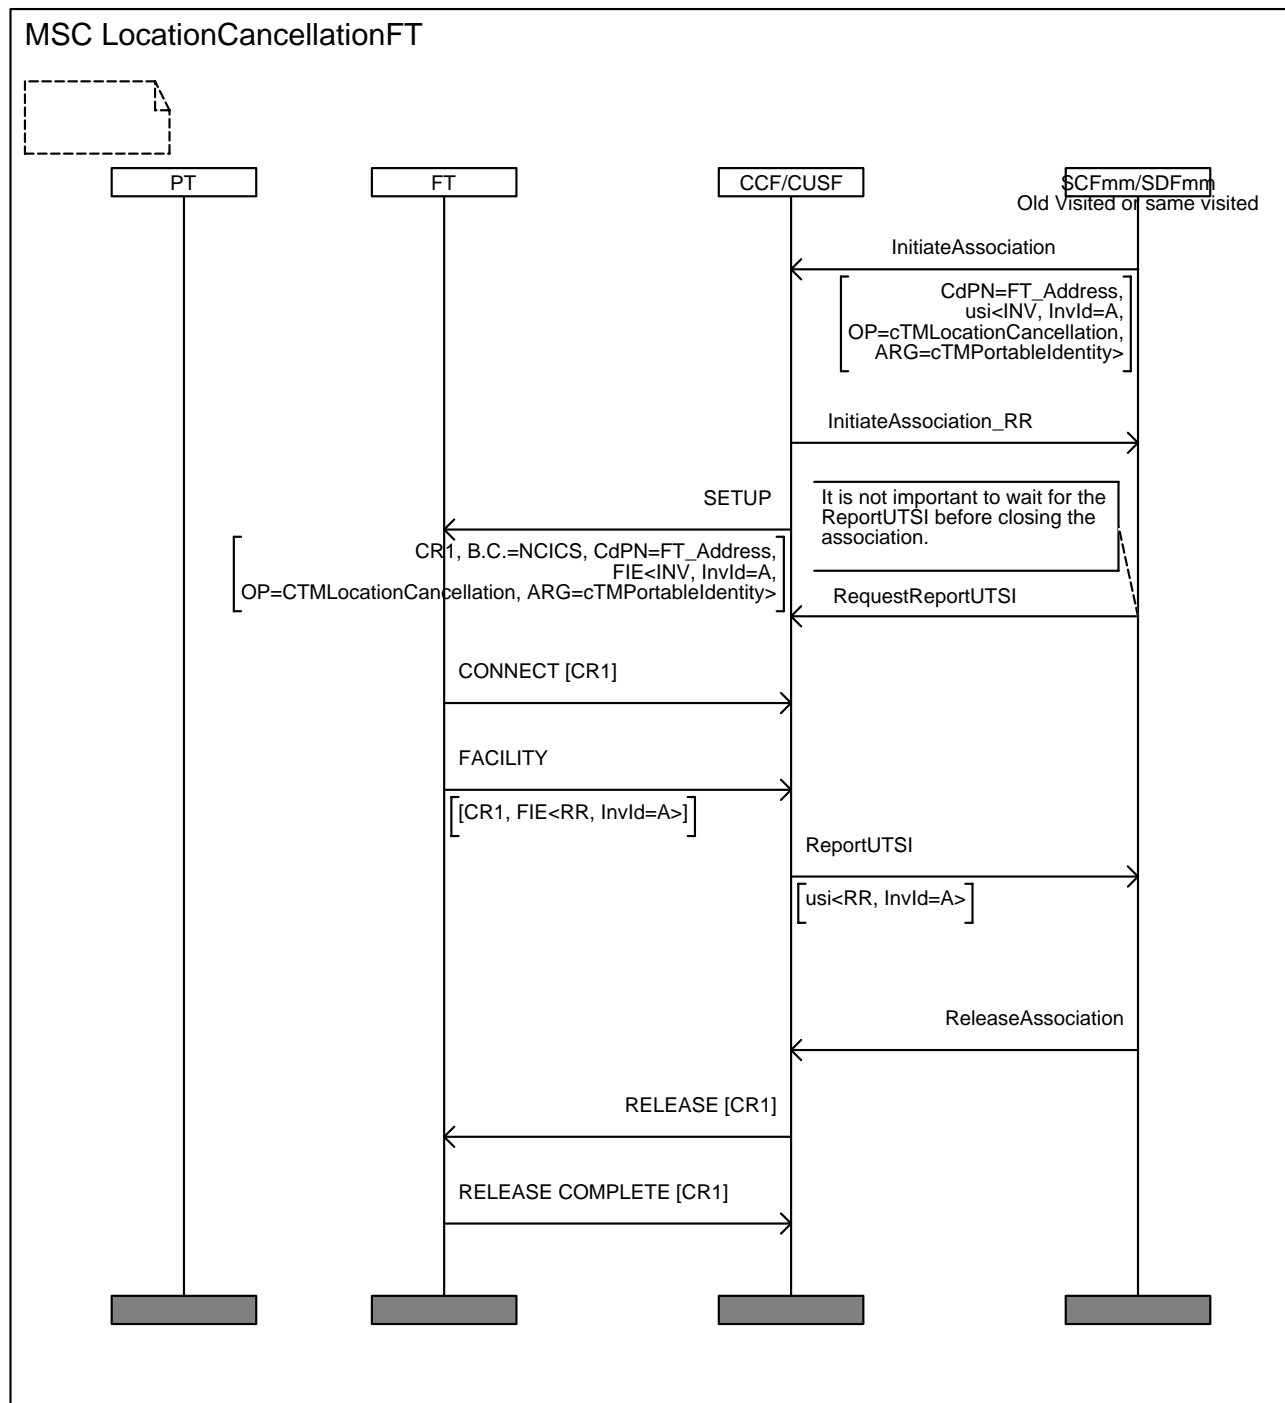 MSC LocationCancellationFT
PT
FT
CCF/CUSF
SCFmm/SDFmm
Old Visited or same visited
InitiateAssociation
CdPN=FT_Address,
usi<INV, InvId=A,
OP=cTMLocationCancellation,
ARG=cTMPortableIdentity>
InitiateAssociation_RR
SETUP
CR1, B.C.=NCICS, CdPN=FT_Address,
FIE<INV, InvId=A,
OP=CTMLocationCancellation, ARG=cTMPortableIdentity>
It is not important to wait for the
ReportUTSI before closing the
association.
RequestReportUTSI
CONNECT [CR1]
FACILITY
[CR1, FIE<RR, InvId=A>]
ReportUTSI
usi<RR, InvId=A>
ReleaseAssociation
RELEASE [CR1]
RELEASE COMPLETE [CR1]